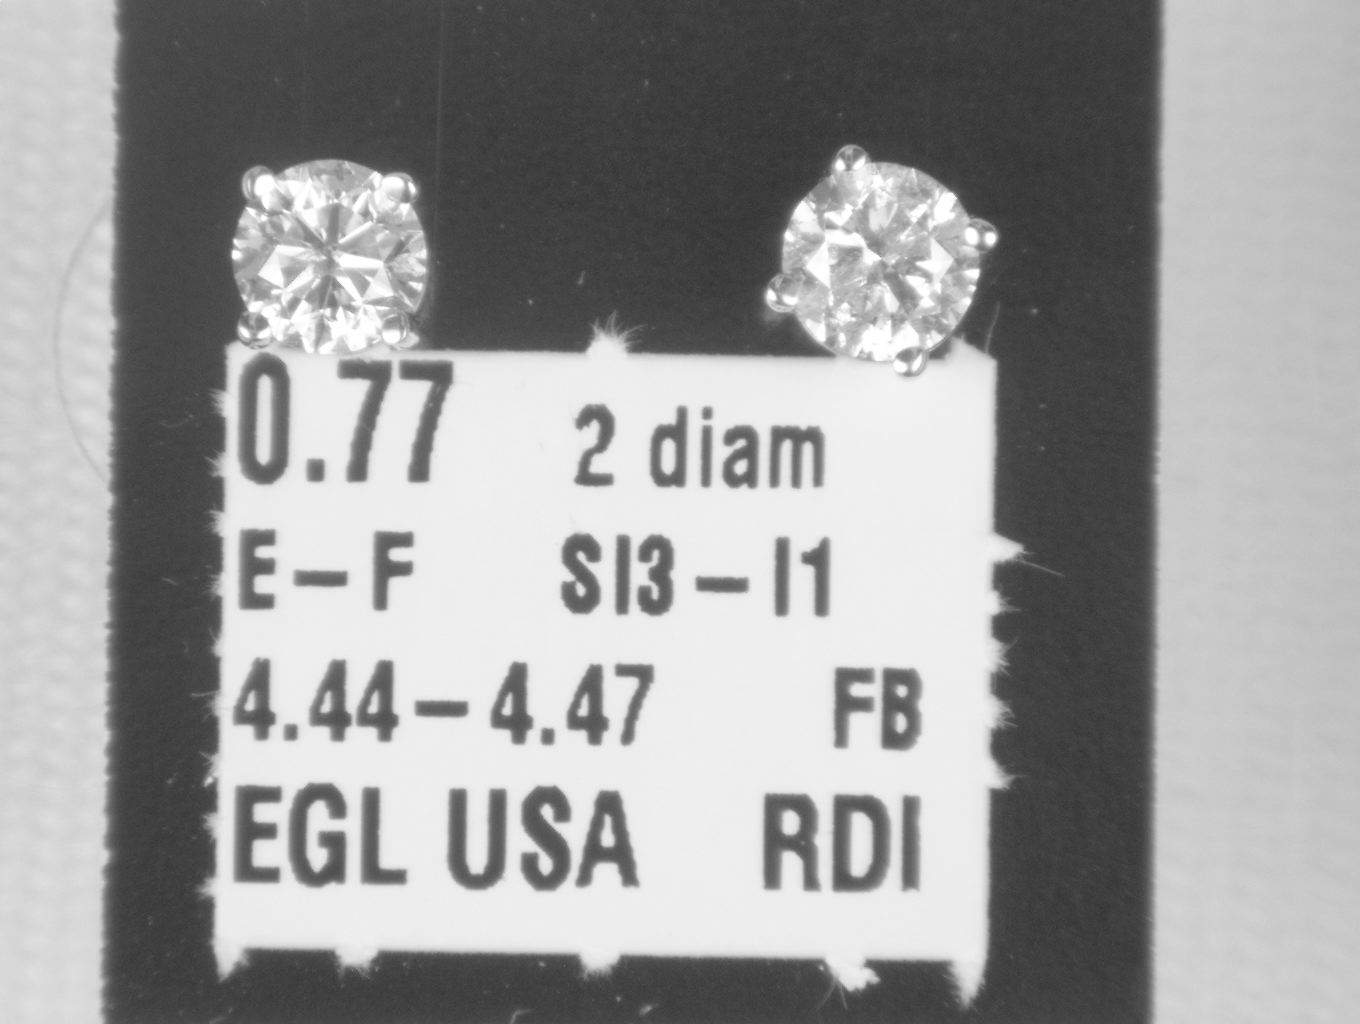 0.77 2 diam
E-F SI3-I1
4.44-4.47 FB
EGL USA RDI